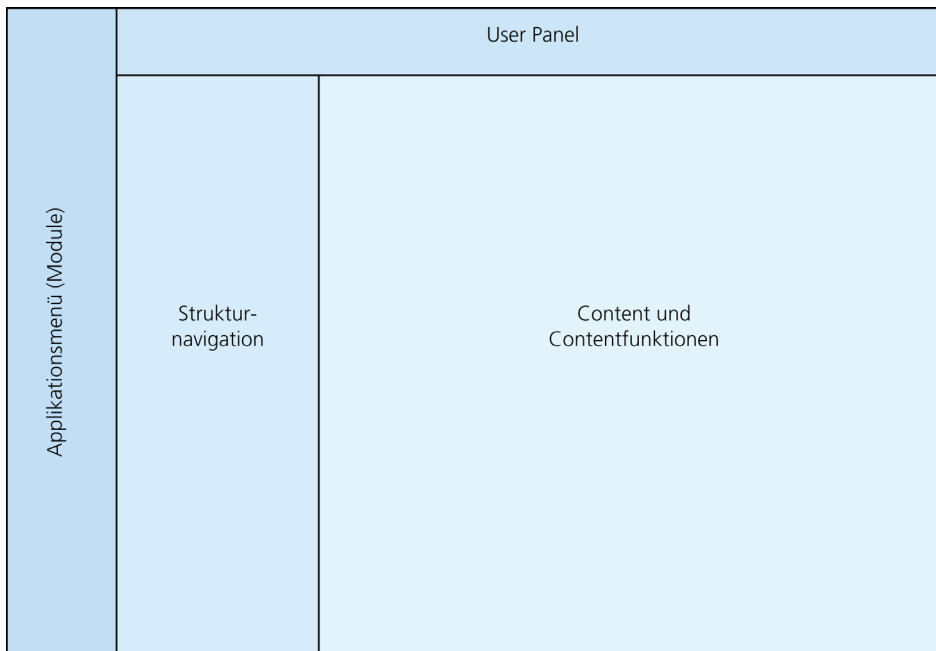 User Panel
Applikationsmenü (Module)
Struktur-
navigation
Content und
Contentfunktionen